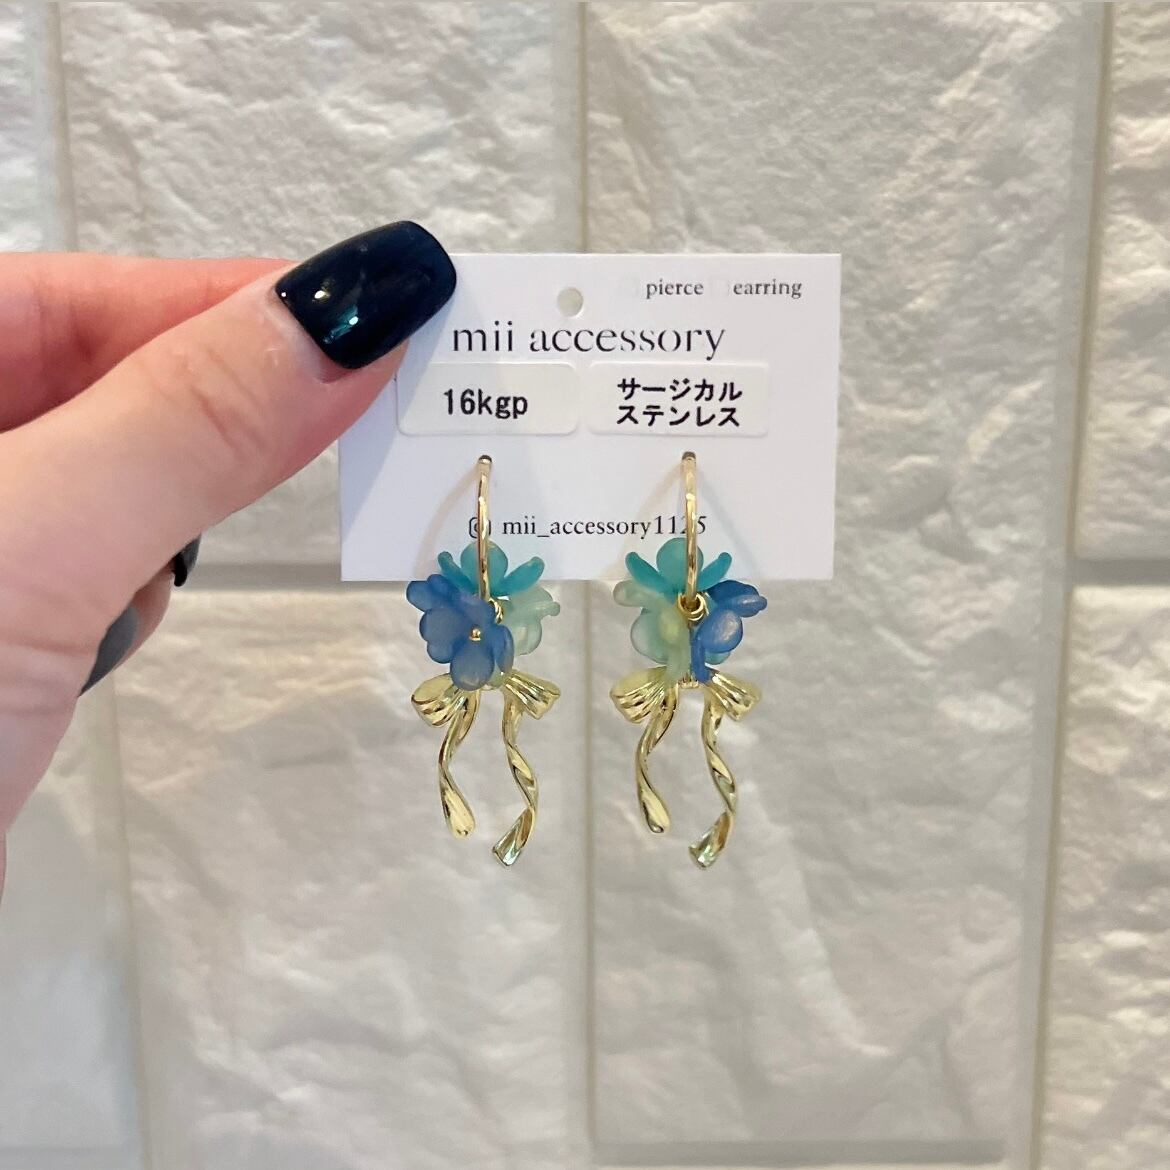 pierce earring
mii accessory
16kgp
サージカル
ステンレス
@ mii_accessory1125